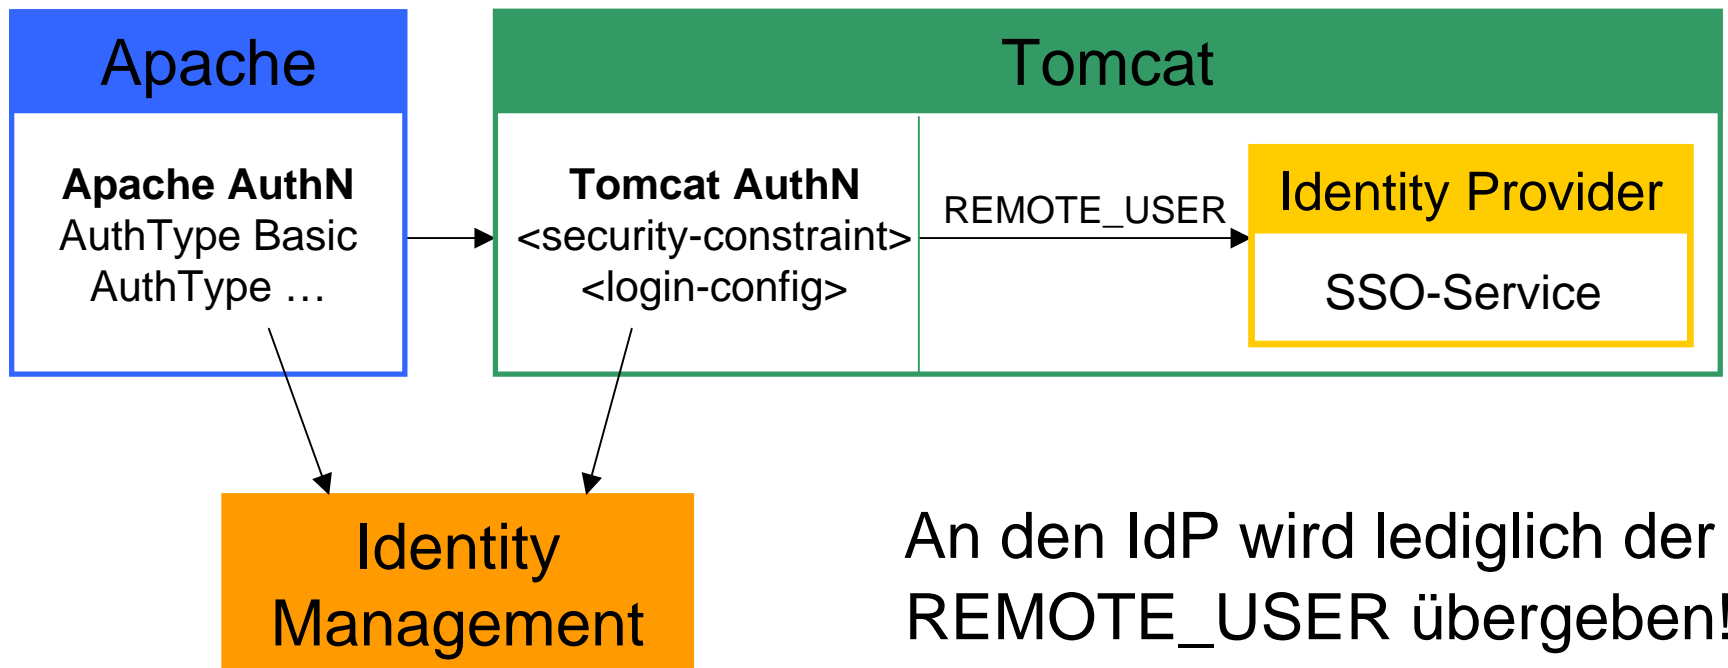 Apache
Tomcat
Apache AuthN
AuthType Basic
AuthType …
Tomcat AuthN
<security-constraint>
<login-config>
REMOTE_USER
Identity Provider
SSO-Service
Identity
Management
An den IdP wird lediglich der
REMOTE_USER übergeben!